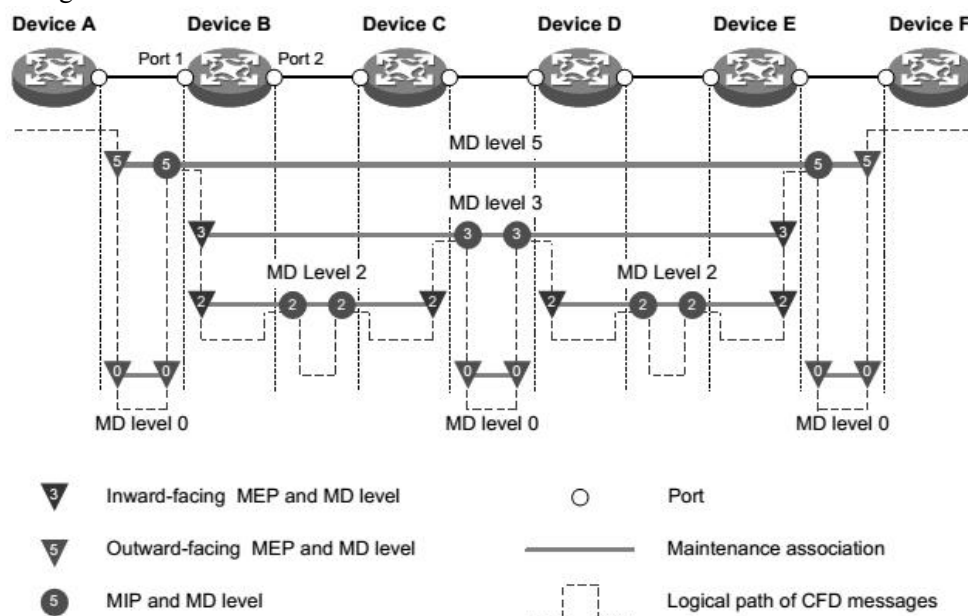 Device A Device B Device C Device D Device E Device F
Port 1 Port 2
MD level 5
5 5 5 5
MD level 3
3 3 3 3
MD Level 2 MD Level 2
2 2 2 2 2 2 2 2
0 0 0 0 0 0
MD level 0 MD level 0 MD level 0
3 Inward-facing MEP and MD level Port
5 Outward-facing MEP and MD level Maintenance association
5 MIP and MD level Logical path of CFD messages